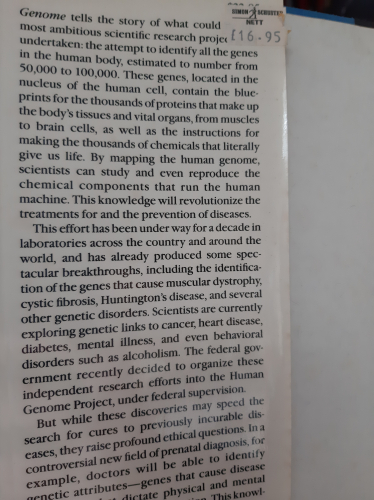 SIMON & SCHUSTER
NETT
£16.95
Genome tells the story of what could
most ambitious scientific research
undertaken: the attempt to identify all the genes
in the human body, estimated to number from
50,000 to 100,000. These genes, located in the
nucleus of the human cell, contain the blue-
prints for the thousands of proteins that make up
the body's tissues and vital organs, from muscles
to brain cells, as well as the instructions for
making the thousands of chemicals that literally
give us life. By mapping the human genome,
scientists can study and even reproduce the
chemical components that run the human
machine. This knowledge will revolutionize the
treatments for and the prevention of diseases.
This effort has been under way for a decade in
laboratories across the country and around the
world, and has already produced some spec-
tacular breakthroughs, including the identifica-
tion of the genes that cause muscular dystrophy,
cystic fibrosis, Huntington's disease, and several
other genetic disorders. Scientists are currently
exploring genetic links to cancer, heart disease,
diabetes, mental illness, and even behavioral
disorders such as alcoholism. The federal gov-
ernment recently decided to organize these
independent research efforts into the Human
Genome Project, under federal supervision.
But while these discoveries may speed the
search for cures to previously incurable dis-
eases, they raise profound ethical questions. In a
controversial new field of prenatal diagnosis, for
example, doctors will be able to identify
genetic attributes—genes that cause disease
dictate physical and mental
This knowl-